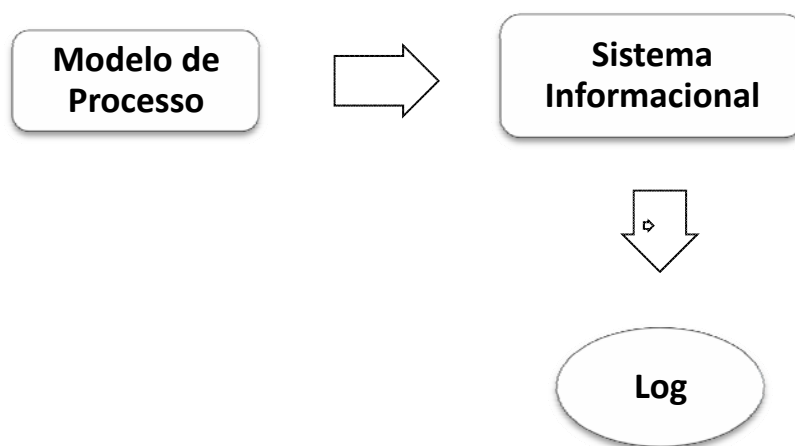 Modelo de
Processo
Sistema
Informacional
Log